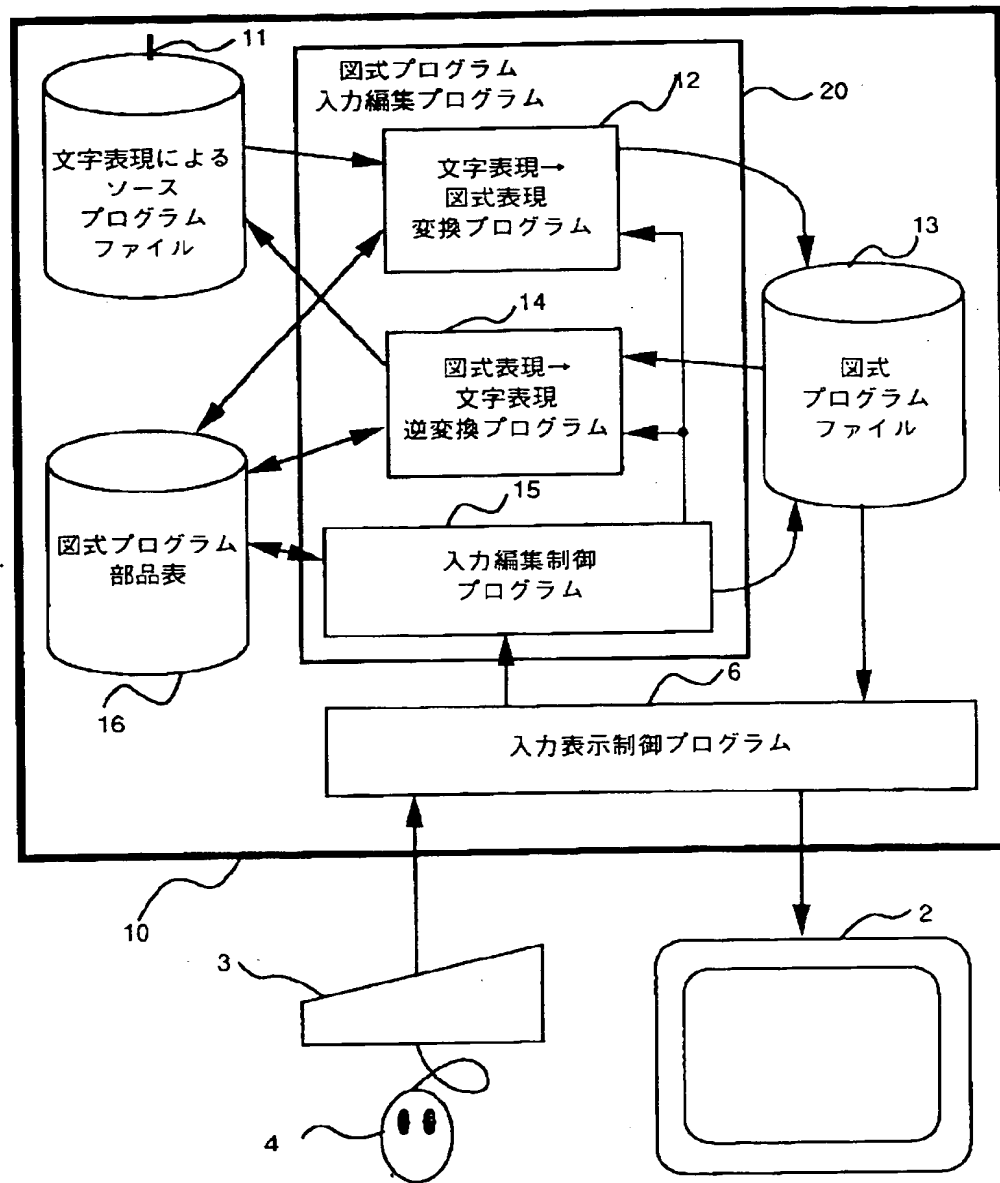 11
図式プログラム
入力編集プログラム
12
20
文字表現による
ソース
プログラム
ファイル
文字表現→
図式表現
変換プログラム
13
14
図式
プログラム
ファイル
図式表現→
文字表現
逆変換プログラム
15
図式プログラム
部品表
入力編集制御
プログラム
16
6
入力表示制御プログラム
10
3
2
4